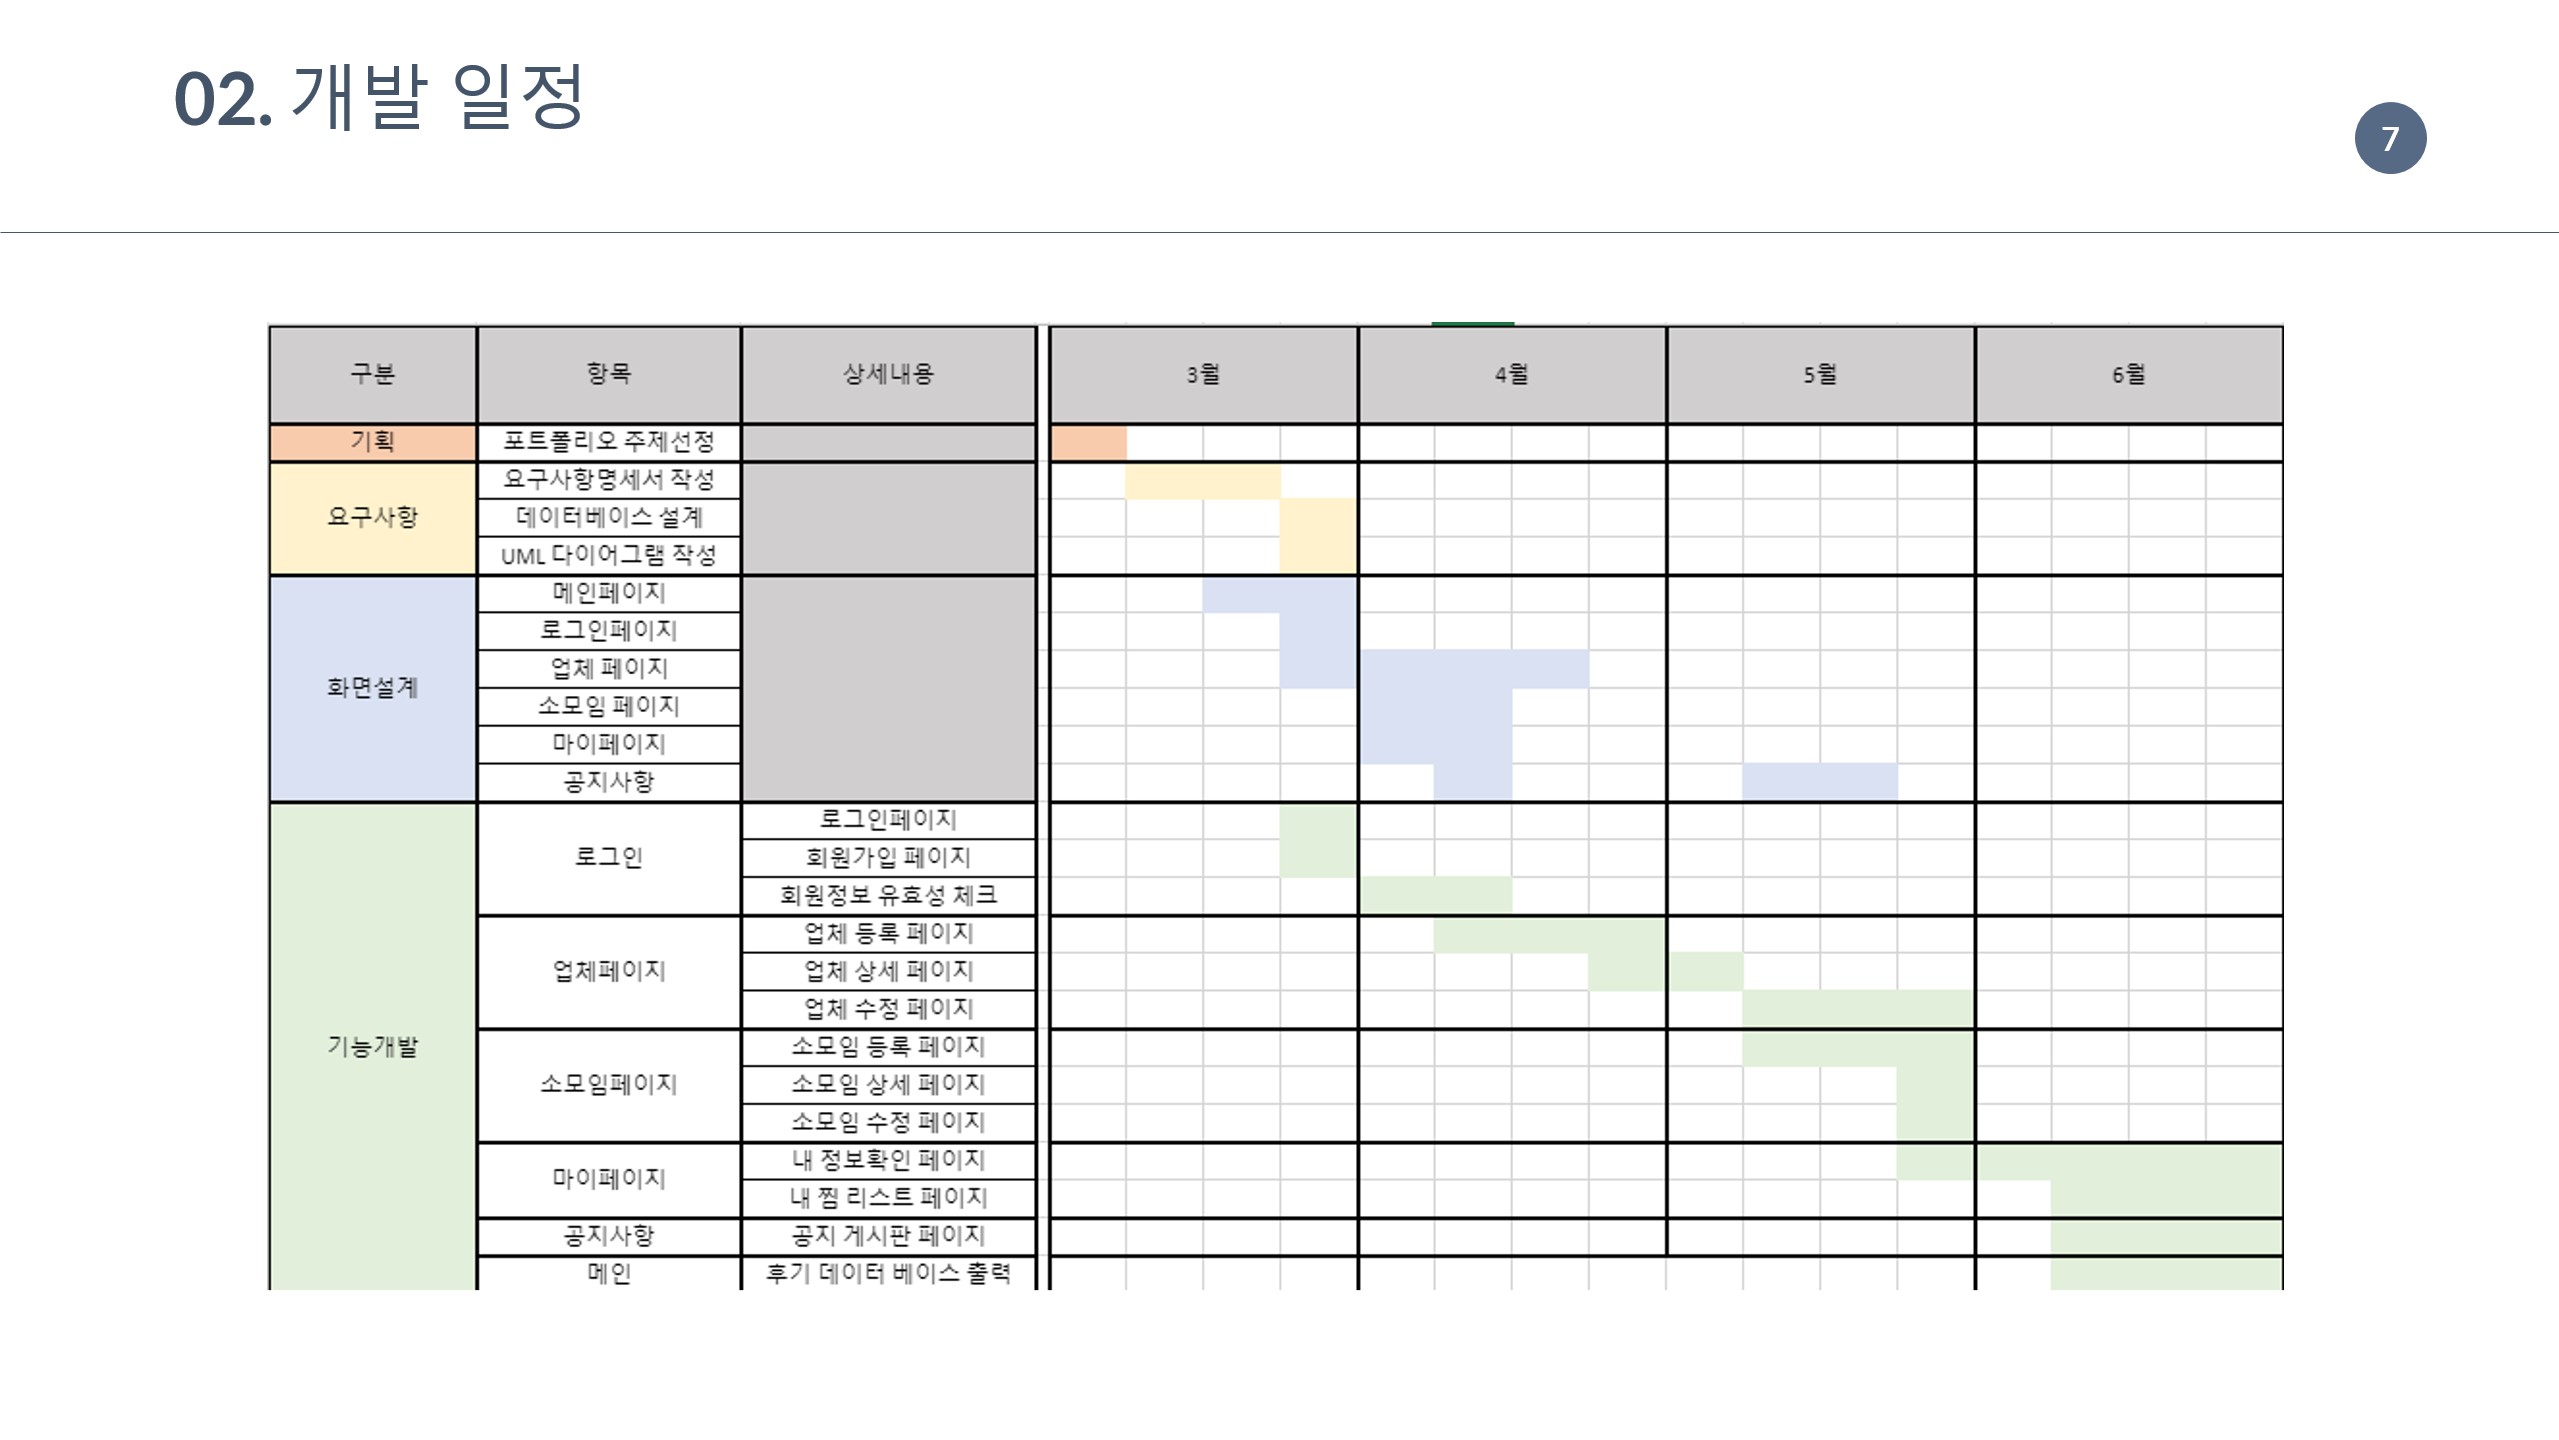 02. 개발 일정
7
구분 항목 상세내용 3월 4월 5월 6월
기획 포트폴리오 주제선정
요구사항 요구사항명세서 작성
데이터베이스 설계
UML 다이어그램 작성
화면설계 메인페이지
로그인페이지
업체 페이지
소모임 페이지
마이페이지
공지사항
기능개발 로그인 로그인페이지
회원가입 페이지
회원정보 유효성 체크
업체페이지 업체 등록 페이지
업체 상세 페이지
업체 수정 페이지
소모임페이지 소모임 등록 페이지
소모임 상세 페이지
소모임 수정 페이지
마이페이지 내 정보확인 페이지
내 찜 리스트 페이지
공지사항 공지 게시판 페이지
메인 후기 데이터 베이스 출력